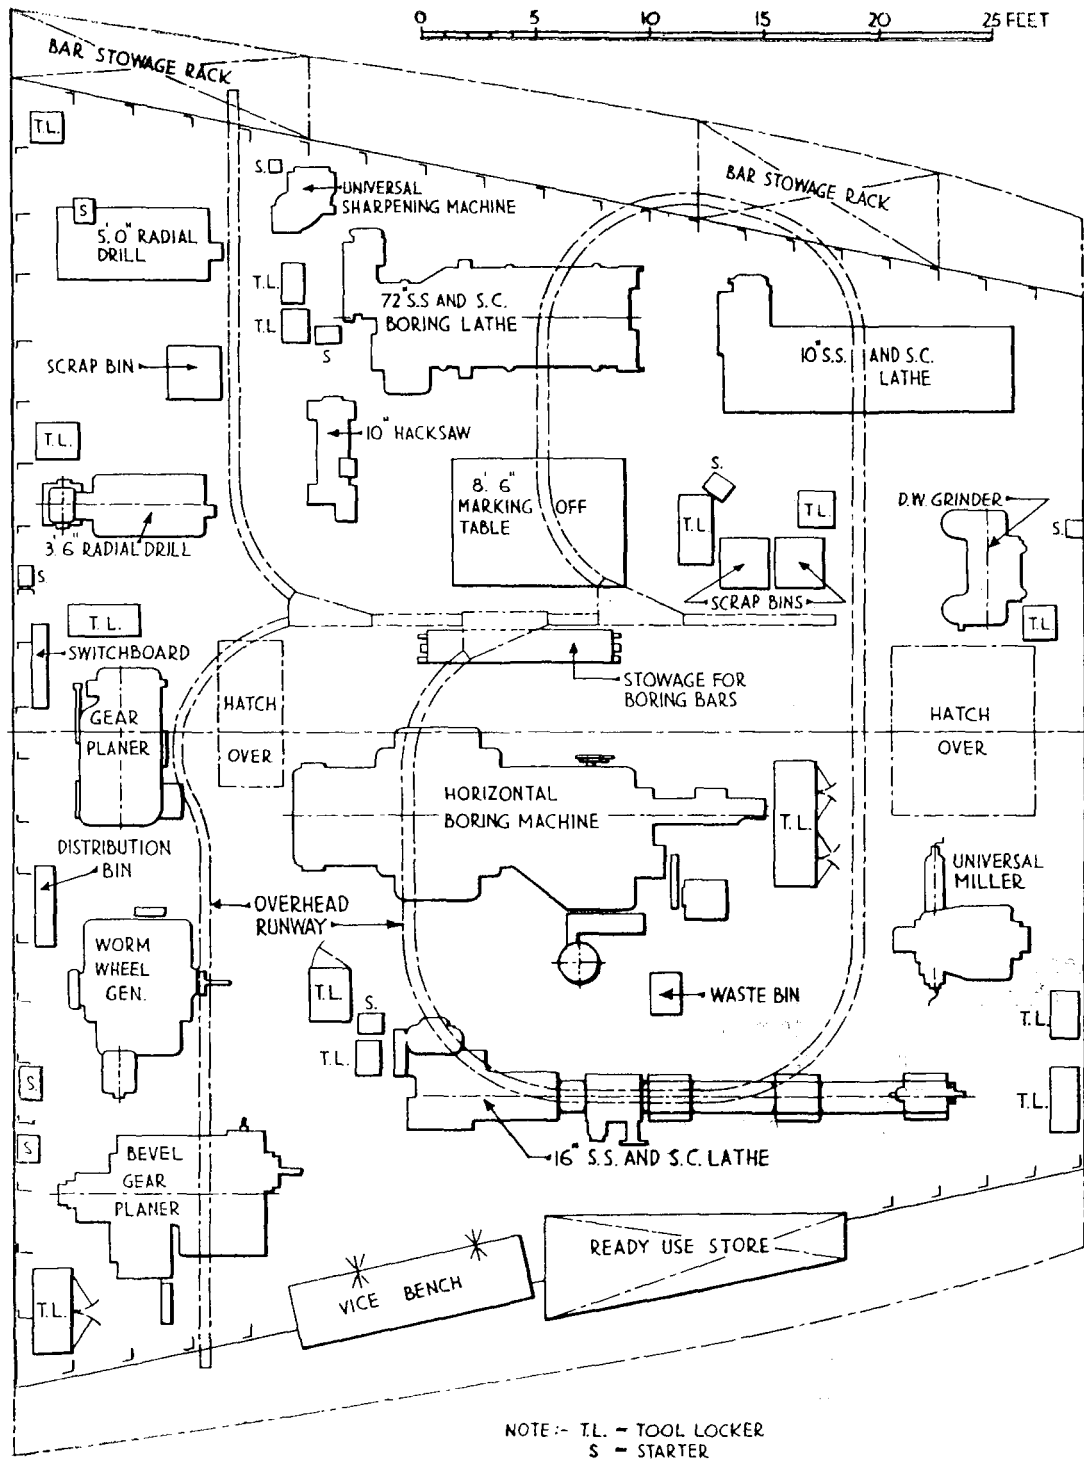 0 5 10 15 20 25 FEET
BAR STOWAGE RACK
T.L.
S.
UNIVERSAL
SHARPENING MACHINE
BAR STOWAGE RACK
S
5'. 0" RADIAL
DRILL
T.L.
T.L
S
72" S.S AND S.C.
BORING LATHE
10" S.S. AND S.C.
LATHE
SCRAP BIN
T.L.
10" HACKSAW
8'. 6"
MARKING OFF
TABLE
S.
T.L.
T.L.
D.W. GRINDER
S.
3'. 6" RADIAL DRILL
S
SCRAP BINS
T.L.
T.L.
SWITCHBOARD
STOWAGE FOR
BORING BARS
GEAR
PLANER
HATCH
OVER
HATCH
OVER
HORIZONTAL
BORING MACHINE
T.L.
DISTRIBUTION
BIN
UNIVERSAL
MILLER
OVERHEAD
RUNWAY
WORM
WHEEL
GEN.
T.L.
S.
T.L.
WASTE BIN
T.L.
S.
T.L.
S
16" S.S. AND S.C. LATHE
BEVEL
GEAR
PLANER
READY USE STORE
VICE BENCH
T.L.
NOTE:- T.L. - TOOL LOCKER
S - STARTER